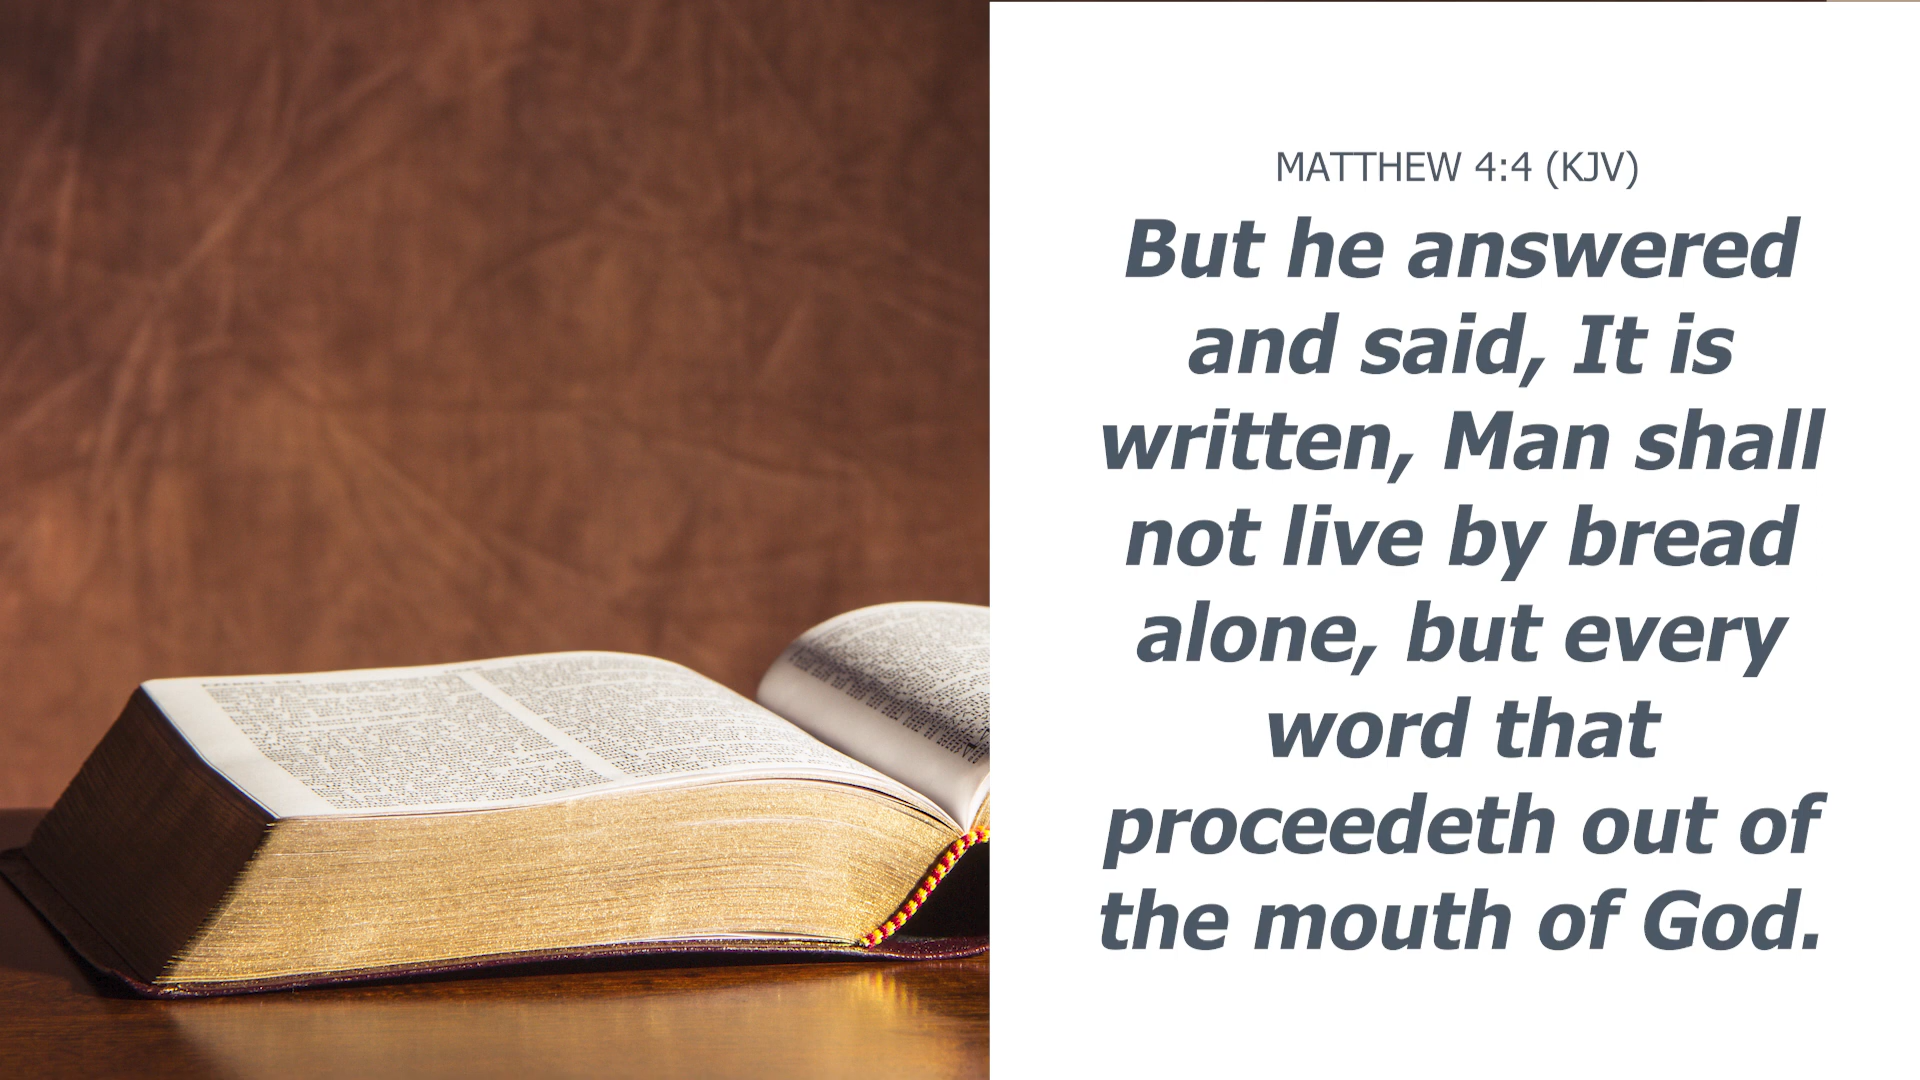 MATTHEW 4:4 (KJV)
But he answered
and said, It is
written, Man shall
not live by bread
alone, but every
word that
proceedeth out of
the mouth of God.